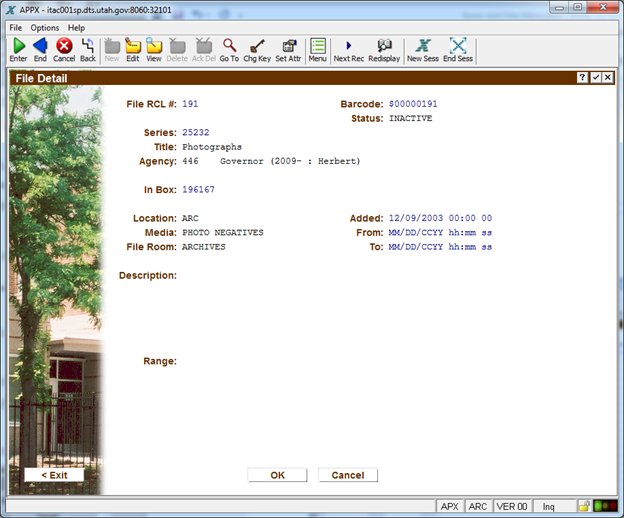 APPX - itac001sp.dts.utah.gov:8060:32101
File Options Help
Enter End Cancel Back New Edit View Delete Ack Del Go To Chg Key Set Attr Menu Next Rec Redisplay New Sess End Sess
File Detail
File RCL #: 191 Barcode: S00000191
Status: INACTIVE
Series: 25232
Title: Photographs
Agency: 446 Governor (2009- : Herbert)
In Box: 196167
Location: ARC Added: 12/09/2003 00:00 00
Media: PHOTO NEGATIVES From: MM/DD/CCYY hh:mm ss
File Room: ARCHIVES To: MM/DD/CCYY hh:mm ss
Description:
Range:
< Exit OK Cancel
APX ARC VER 00 Inq